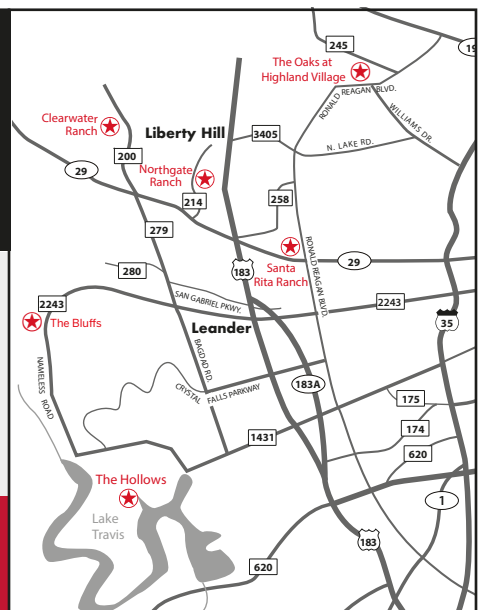 245
The Oaks at
Highland Village
RONALD REAGAN BLVD.
WILLIAMS DR.
Clearwater
Ranch
Liberty Hill
3405
N. LAKE RD.
200
29
Northgate
Ranch
214
258
279
RONALD REAGAN BLVD.
280
183
Santa
Rita Ranch
29
2243
SAN GABRIEL PKWY.
2243
The Bluffs
Leander
35
NAMELESS
ROAD
BAGDAD RD.
CRYSTAL
FALLS PARKWAY
183A
175
174
1431
620
The Hollows
1
Lake
Travis
183
620